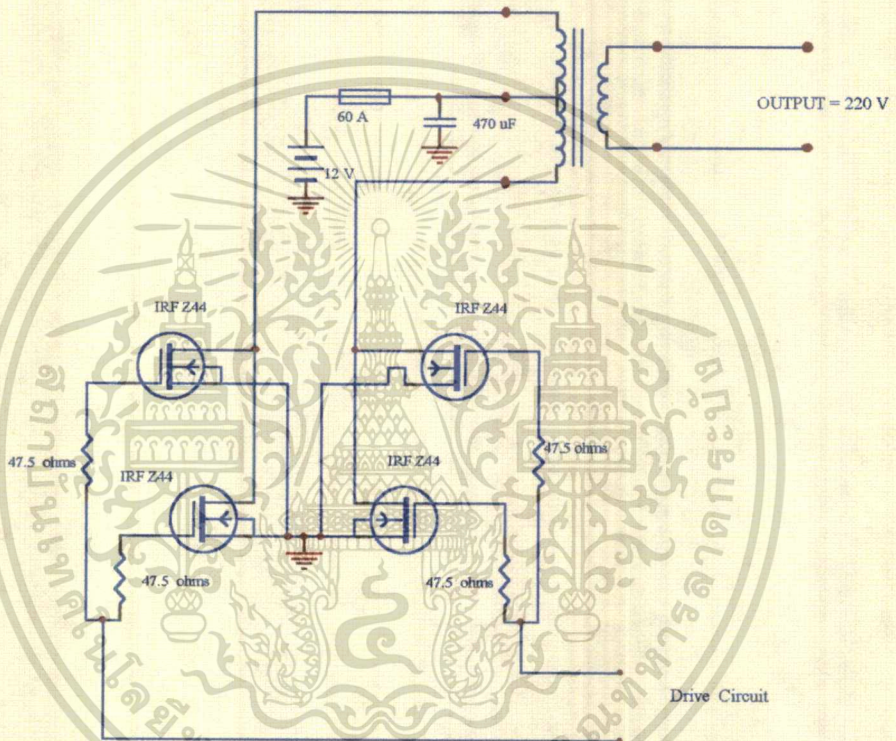 OUTPUT = 220 V
60 A
470 uF
12 V
IRF Z44
IRF Z44
47.5 ohms
47.5 ohms
IRF Z44
IRF Z44
47.5 ohms
47.5 ohms
Drive Circuit